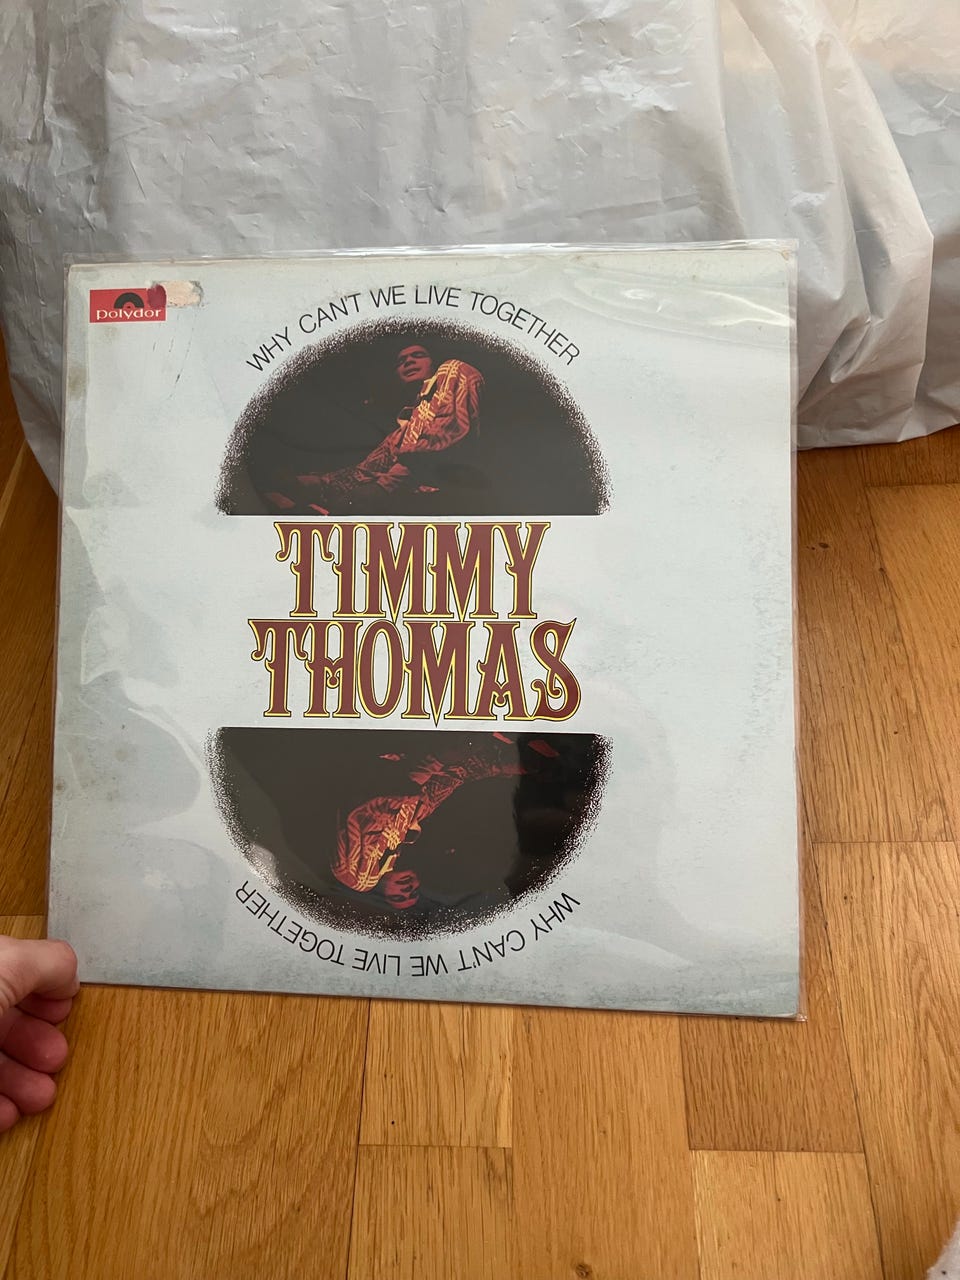 polydor
WHY CAN'T WE LIVE TOGETHER
TIMMY
THOMAS
WHY CAN'T WE LIVE TOGETHER